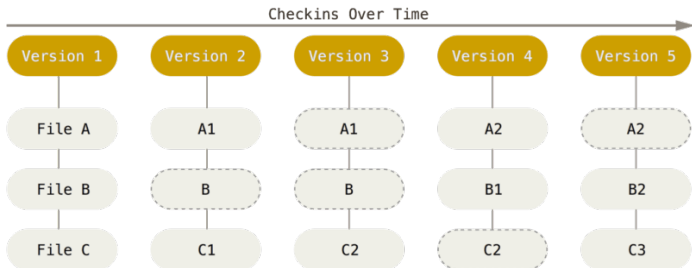 Checkins Over Time
Version 1 Version 2 Version 3 Version 4 Version 5
File A A1 A1 A2 A2
File B B B B1 B2
File C C1 C2 C2 C3